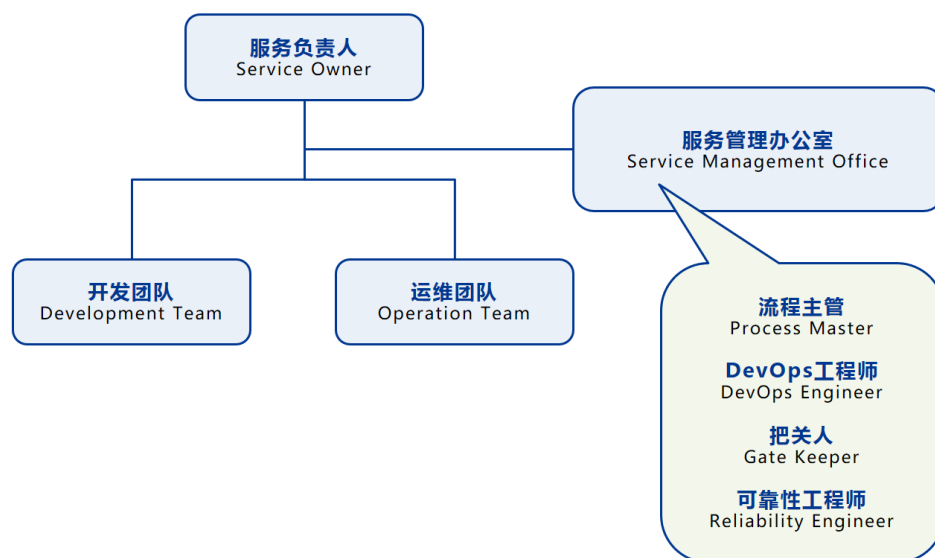 服务负责人
Service Owner
服务管理办公室
Service Management Office
开发团队
Development Team
运维团队
Operation Team
流程主管
Process Master
DevOps工程师
DevOps Engineer
把关人
Gate Keeper
可靠性工程师
Reliability Engineer